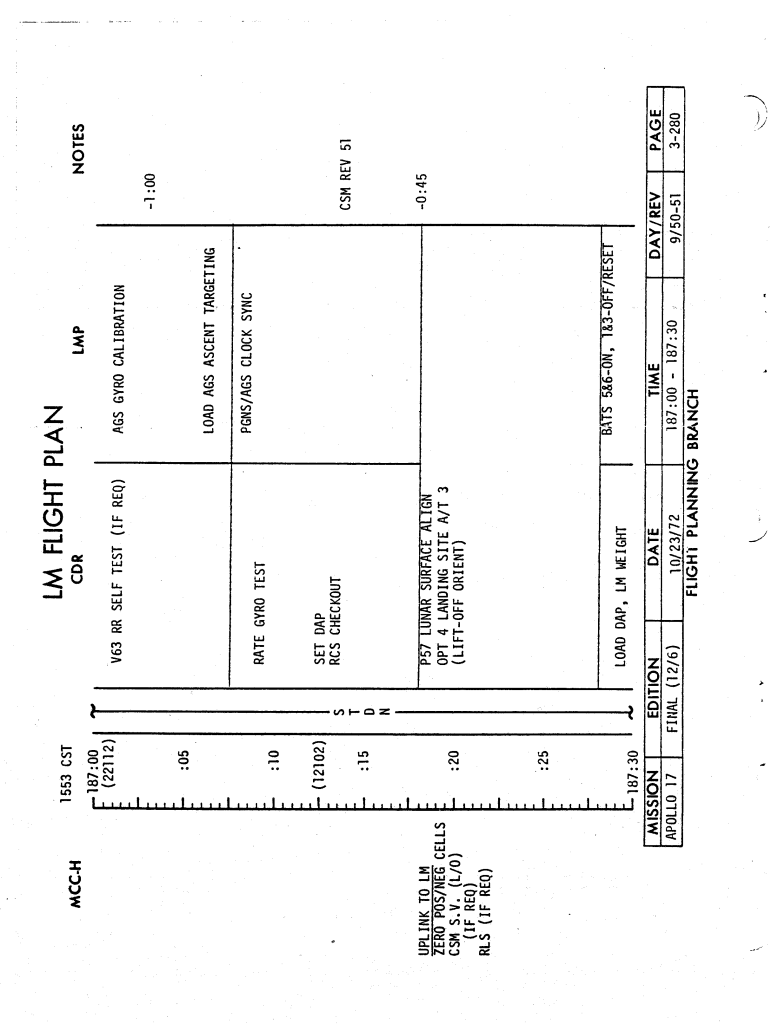 LM FLIGHT PLAN
MCC-H
1553 CST
CDR
LMP
NOTES
187:00
(22112)
V63 RR SELF TEST (IF REQ)
AGS GYRO CALIBRATION
-1:00
:05
LOAD AGS ASCENT TARGETING
RATE GYRO TEST
PGNS/AGS CLOCK SYNC
:10
(12102)
SET DAP
RCS CHECKOUT
S T D N
CSM REV 51
:15
UPLINK TO LM
ZERO POS/NEG CELLS
CSM S.V. (L/O)
(IF REQ)
RLS (IF REQ)
P57 LUNAR SURFACE ALIGN
OPT 4 LANDING SITE A/T 3
(LIFT-OFF ORIENT)
-0:45
:20
:25
LOAD DAP, LM WEIGHT
BATS 5&6-ON, 1&3-OFF/RESET
187:30
MISSION EDITION DATE TIME DAY/REV PAGE
APOLLO 17 FINAL (12/6) 10/23/72 187:00 - 187:30 9/50-51 3-280
FLIGHT PLANNING BRANCH